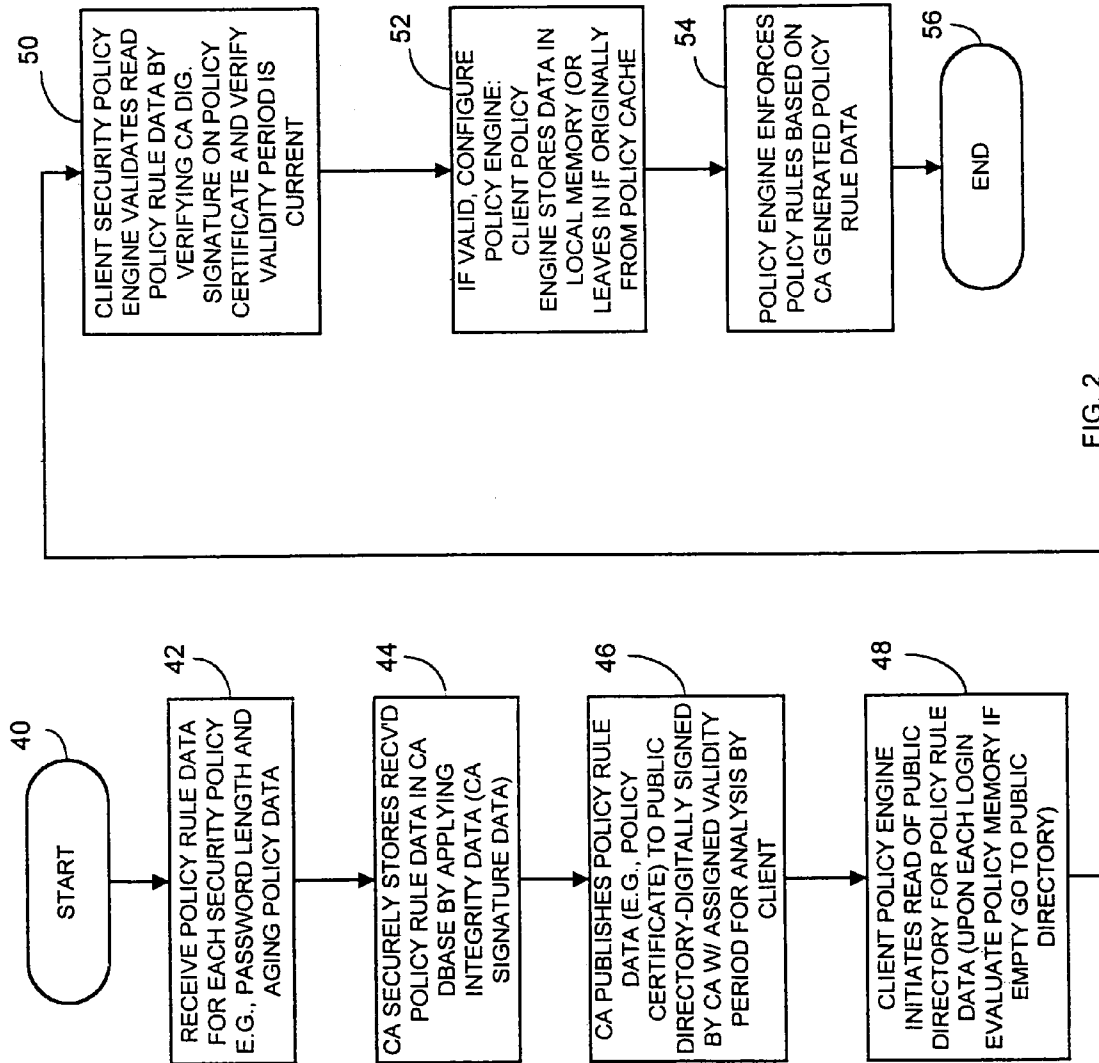 40
START
42
RECEIVE POLICY RULE DATA
FOR EACH SECURITY POLICY
E.G., PASSWORD LENGTH AND
AGING POLICY DATA
44
CA SECURELY STORES RECV'D
POLICY RULE DATA IN CA
DBASE BY APPLYING
INTEGRITY DATA (CA
SIGNATURE DATA)
46
CA PUBLISHES POLICY RULE
DATA (E.G., POLICY
CERTIFICATE) TO PUBLIC
DIRECTORY-DIGITALLY SIGNED
BY CA W/ ASSIGNED VALIDITY
PERIOD FOR ANALYSIS BY
CLIENT
48
CLIENT POLICY ENGINE
INITIATES READ OF PUBLIC
DIRECTORY FOR POLICY RULE
DATA (UPON EACH LOGIN
EVALUATE POLICY MEMORY IF
EMPTY GO TO PUBLIC
DIRECTORY)
50
CLIENT SECURITY POLICY
ENGINE VALIDATES READ
POLICY RULE DATA BY
VERIFYING CA DIG.
SIGNATURE ON POLICY
CERTIFICATE AND VERIFY
VALIDITY PERIOD IS
CURRENT
52
IF VALID, CONFIGURE
POLICY ENGINE:
CLIENT POLICY
ENGINE STORES DATA IN
LOCAL MEMORY (OR
LEAVES IN IF ORIGINALLY
FROM POLICY CACHE
54
POLICY ENGINE ENFORCES
POLICY RULES BASED ON
CA GENERATED POLICY
RULE DATA
56
END
FIG. 2